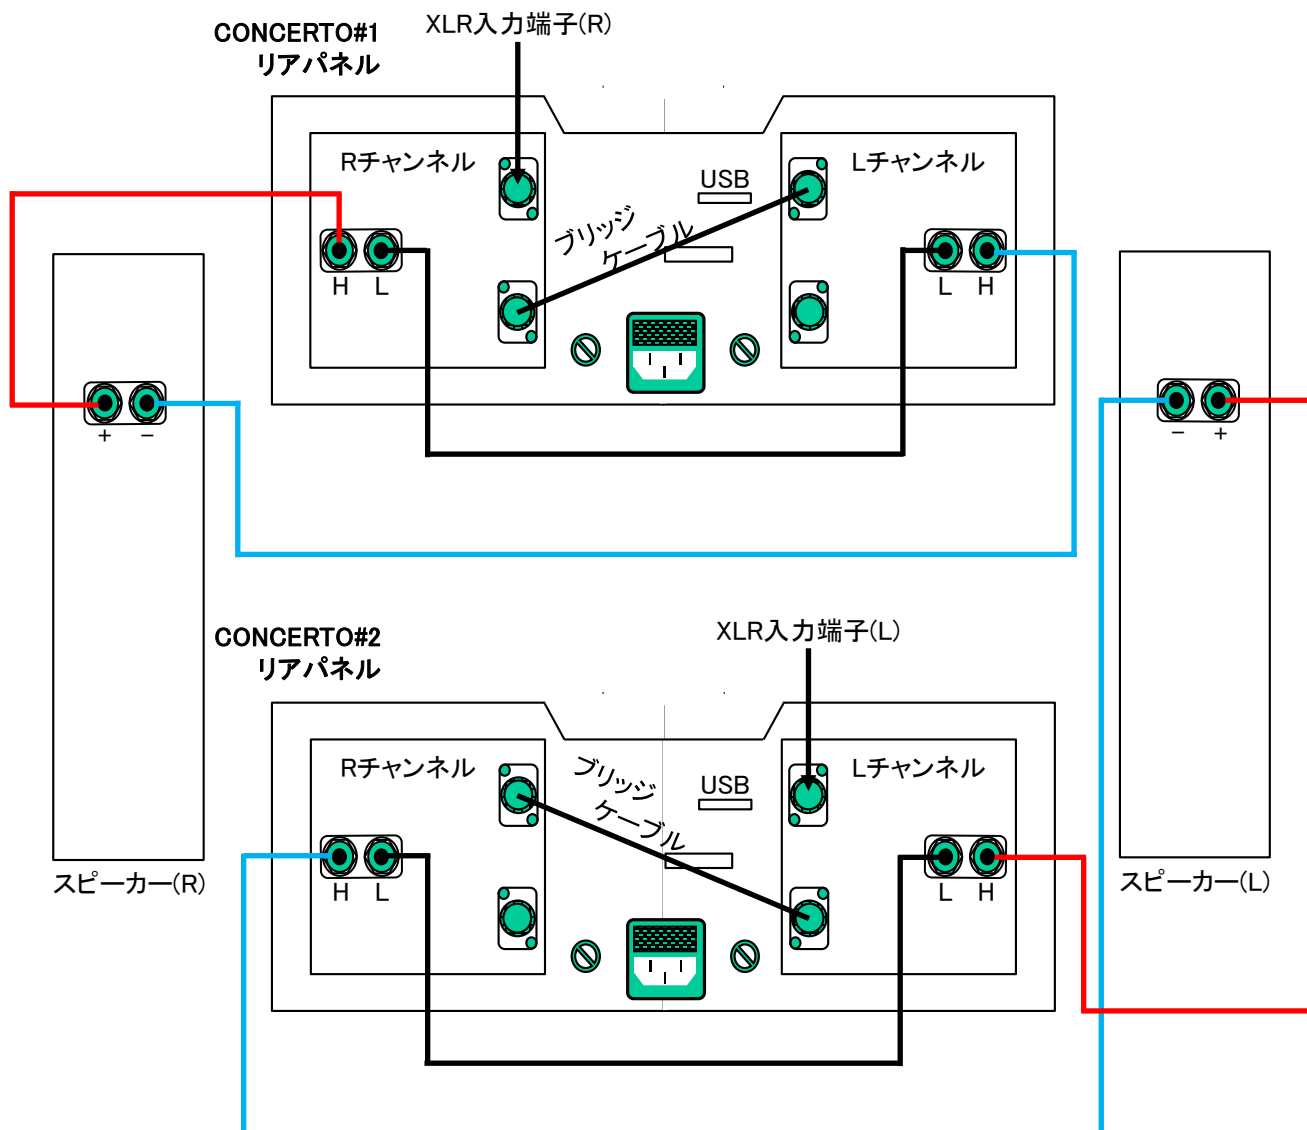 CONCERTO#1
リアパネル
XLR入力端子(R)
Rチャンネル
Lチャンネル
USB
ブリッジ
ケーブル
H L
L H
+ −
− +
CONCERTO#2
リアパネル
XLR入力端子(L)
Rチャンネル
Lチャンネル
USB
ブリッジ
ケーブル
H L
L H
スピーカー(R)
スピーカー(L)